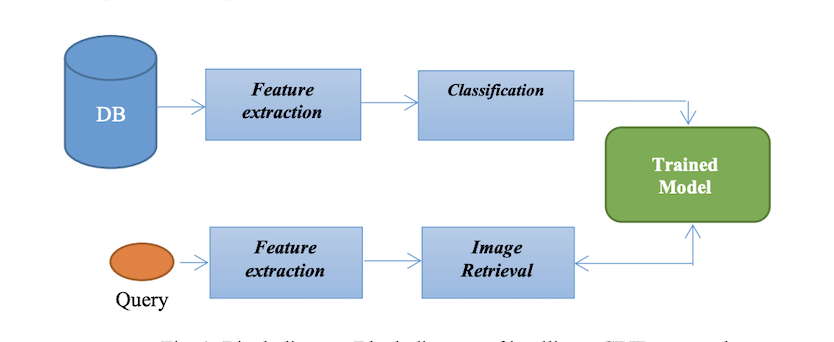 DB
Feature
extraction
Classification
Trained
Model
Query
Feature
extraction
Image
Retrieval